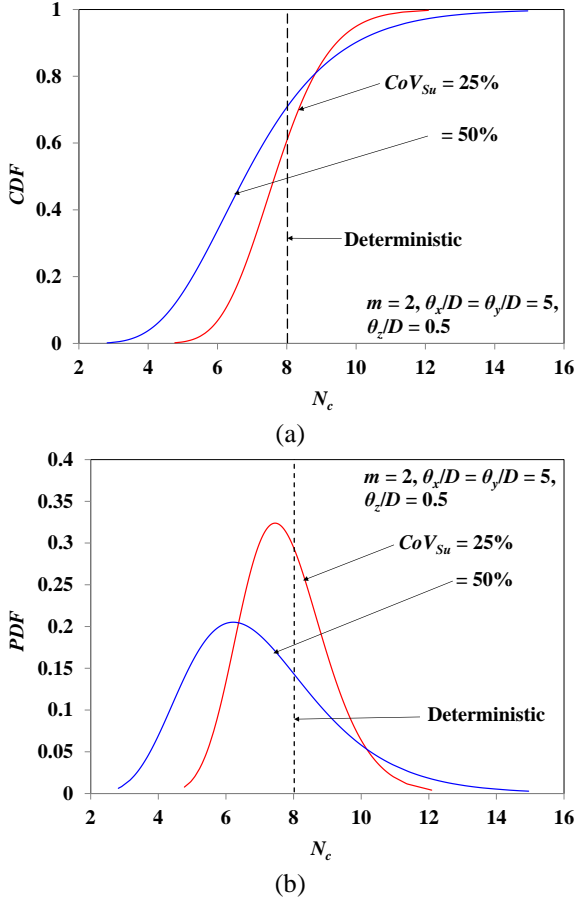 1
0.8
0.6
0.4
0.2
0
CDF
CoV_Su = 25%
= 50%
Deterministic
m = 2, θx/D = θy/D = 5,
θz/D = 0.5
2 4 6 8 10 12 14 16
Nc
(a)
0.4
0.35
0.3
0.25
0.2
0.15
0.1
0.05
0
PDF
m = 2, θx/D = θy/D = 5,
θz/D = 0.5
CoV_Su = 25%
= 50%
Deterministic
2 4 6 8 10 12 14 16
Nc
(b)